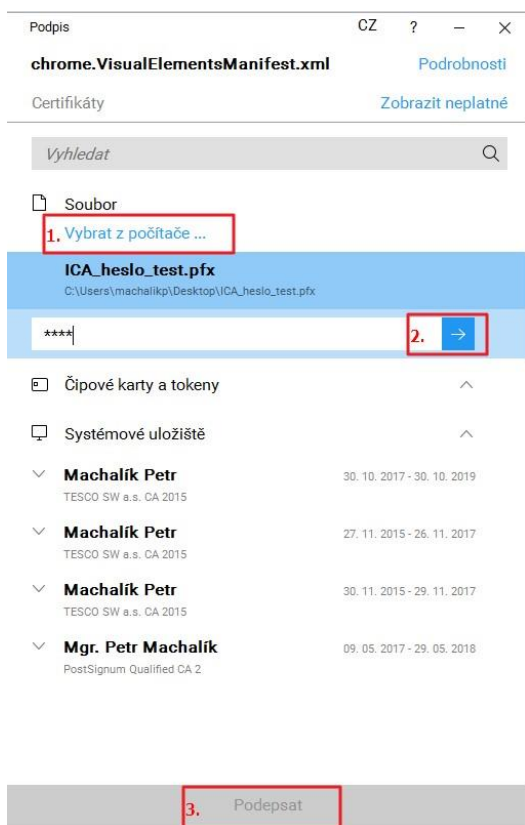 Podpis CZ ?
chrome.VisualElementsManifest.xml Podrobnosti
Certifikáty Zobrazit neplatné
Vyhledat
Soubor
1. Vybrat z počítače ...
ICA_heslo_test.pfx
C:\Users\machalikp\Desktop\ICA_heslo_test.pfx
**** 2.
Čipové karty a tokeny
Systémové uložiště
Machalík Petr 30. 10. 2017 - 30. 10. 2019
TESCO SW a.s. CA 2015
Machalík Petr 27. 11. 2015 - 26. 11. 2017
TESCO SW a.s. CA 2015
Machalík Petr 30. 11. 2015 - 29. 11. 2017
TESCO SW a.s. CA 2015
Mgr. Petr Machalík 09. 05. 2017 - 29. 05. 2018
PostSignum Qualified CA 2
3. Podepsat